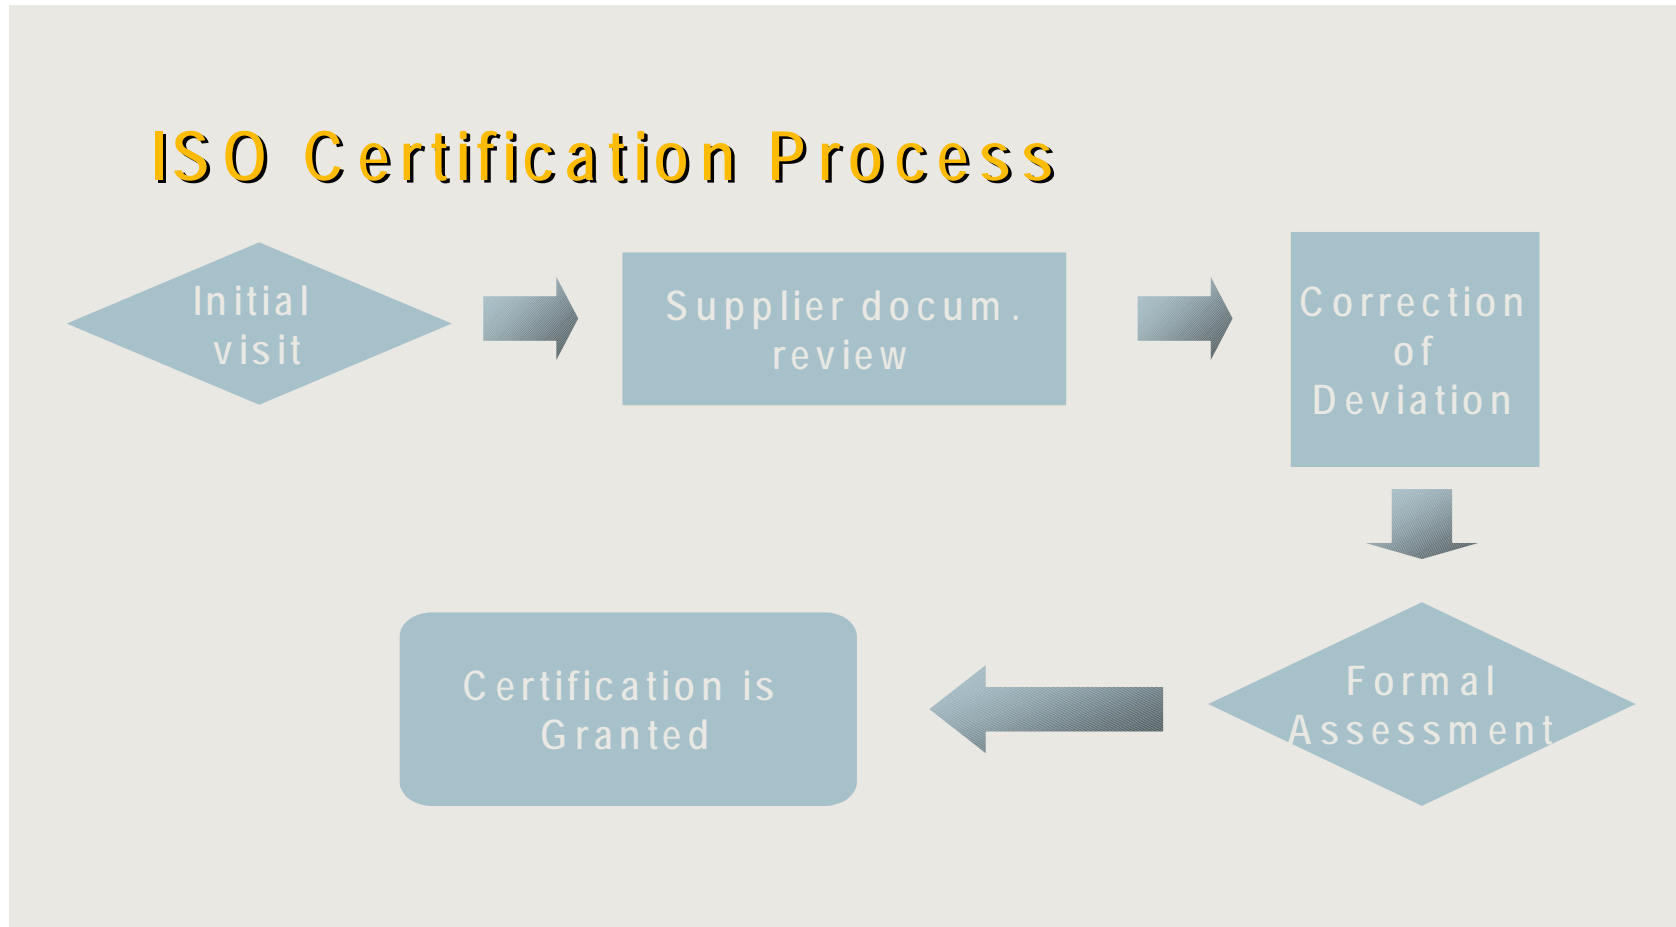 ISO Certification Process
Initial
visit
Supplier docum.
review
Correction
of
Deviation
Formal
Assessment
Certification is
Granted